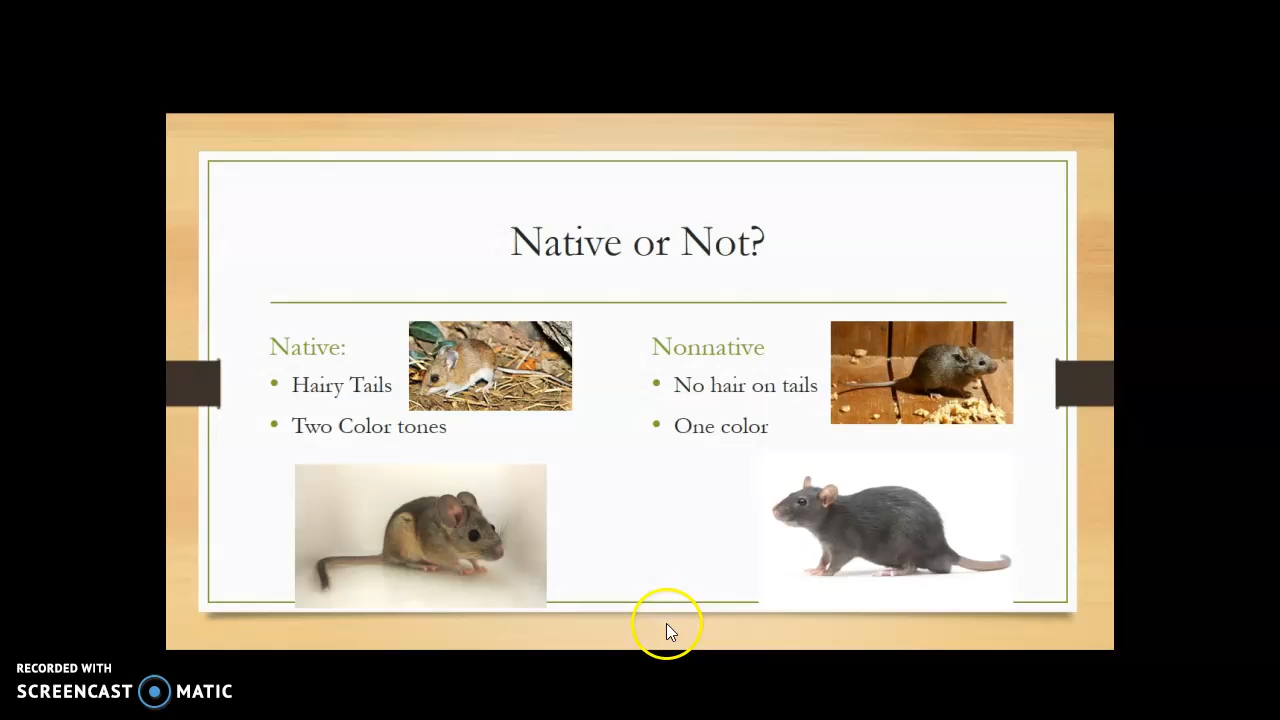 Native or Not?
Native:
Hairy Tails
Two Color tones
Nonnative
No hair on tails
One color
RECORDED WITH
SCREENCAST MATIC